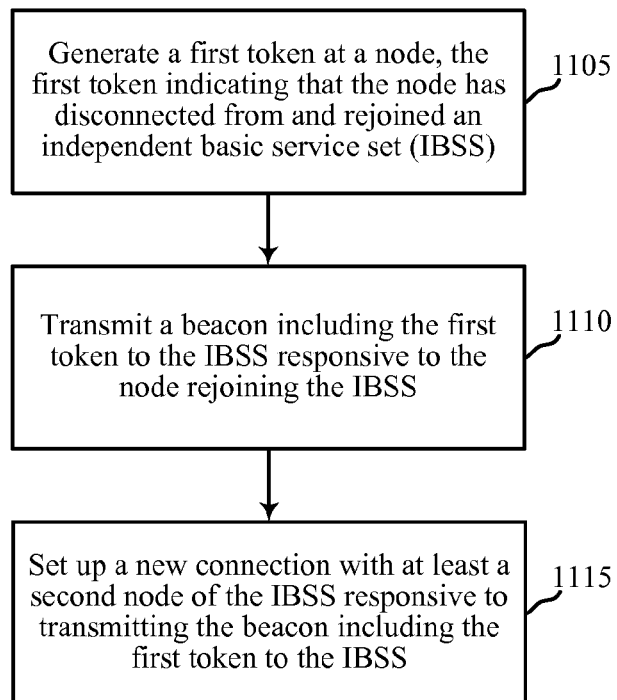 Generate a first token at a node, the
first token indicating that the node has
disconnected from and rejoined an
independent basic service set (IBSS)
1105
Transmit a beacon including the first
token to the IBSS responsive to the
node rejoining the IBSS
1110
Set up a new connection with at least a
second node of the IBSS responsive to
transmitting the beacon including the
first token to the IBSS
1115